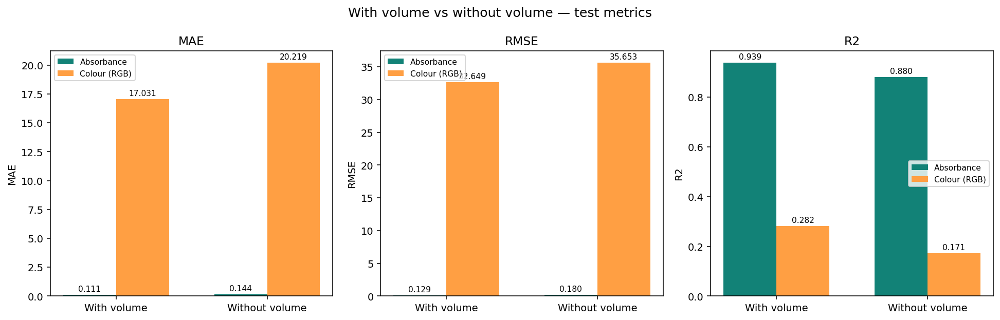 With volume vs without volume — test metrics
MAE
MAE
20.0
17.5
15.0
12.5
10.0
7.5
5.0
2.5
0.0
Absorbance
Colour (RGB)
0.111
17.031
0.144
20.219
With volume
Without volume
RMSE
RMSE
35
30
25
20
15
10
5
0
Absorbance
Colour (RGB)
0.129
32.649
0.180
35.653
With volume
Without volume
R2
R2
0.8
0.6
0.4
0.2
0.0
0.939
0.282
0.880
0.171
Absorbance
Colour (RGB)
With volume
Without volume